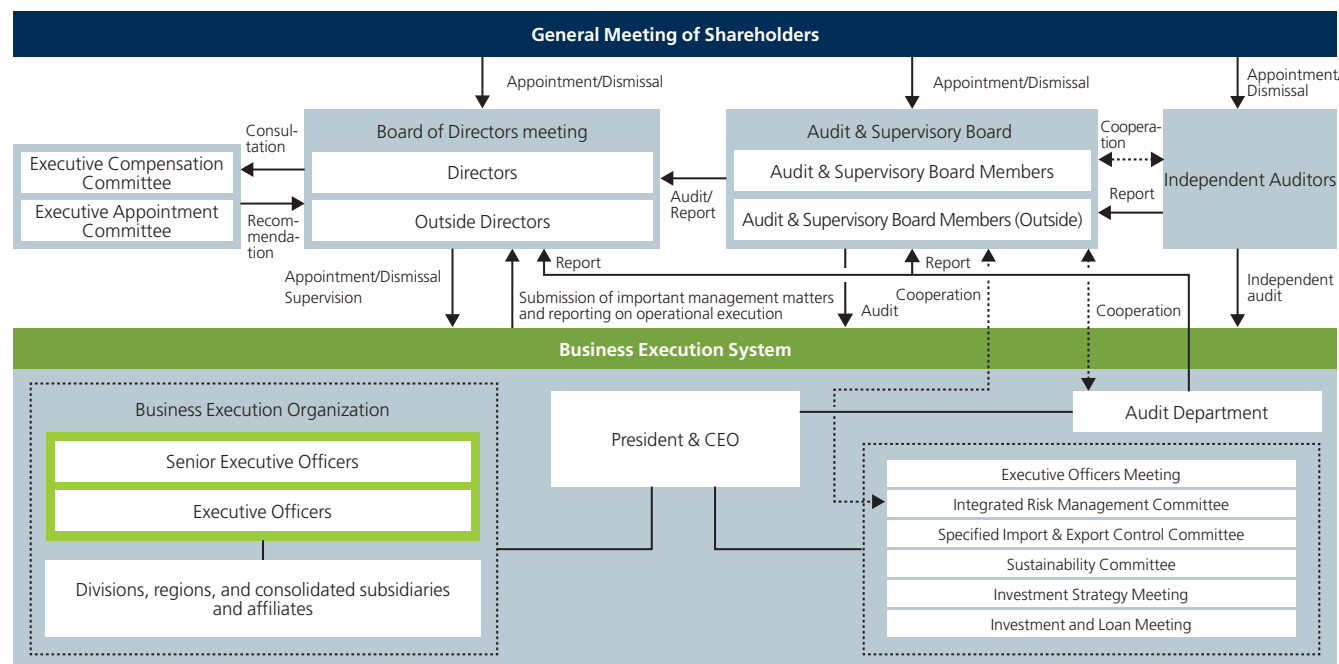 General Meeting of Shareholders
Appointment/Dismissal
Appointment/Dismissal
Appointment/
Dismissal
Consul-
tation
Executive Compensation
Committee
Executive Appointment
Committee
Recom-
menda-
tion
Board of Directors meeting
Directors
Outside Directors
Audit/
Report
Audit & Supervisory Board
Audit & Supervisory Board Members
Audit & Supervisory Board Members (Outside)
Coopera-
tion
Report
Independent Auditors
Appointment/Dismissal
Supervision
Report
Submission of important management matters
and reporting on operational execution
Report
Cooperation
Audit
Cooperation
Independent
audit
Business Execution System
Business Execution Organization
Senior Executive Officers
Executive Officers
Divisions, regions, and consolidated subsidiaries
and affiliates
President & CEO
Audit Department
Executive Officers Meeting
Integrated Risk Management Committee
Specified Import & Export Control Committee
Sustainability Committee
Investment Strategy Meeting
Investment and Loan Meeting